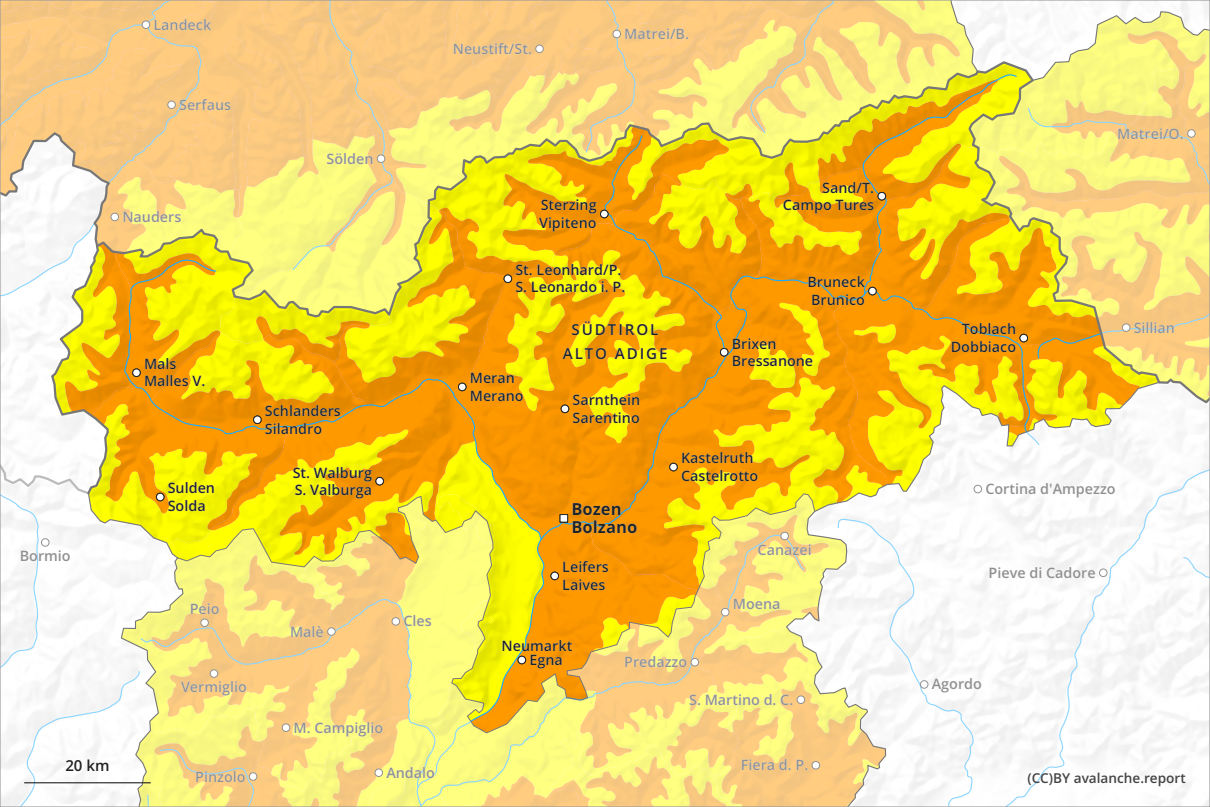 Landeck
Matrei/B.
Neustift/St.
Serfaus
Matrei/O.
Sölden
Sand/T.
Campo Tures
Sterzing
Vipiteno
Nauders
St. Leonhard/P.
S. Leonardo i. P.
Bruneck
Brunico
SÜDTIROL
ALTO ADIGE
Toblach
Dobbiaco
Sillian
Brixen
Bressanone
Mals
Malles V.
Meran
Merano
Schlanders
Silandro
Sarnthein
Sarentino
Kastelruth
Castelrotto
St. Walburg
S. Valburga
Sulden
Solda
Cortina d'Ampezzo
Bozen
Bolzano
Bormio
Canazei
Leifers
Laives
Pieve di Cadore
Peio
Moena
Malè
Cles
Neumarkt
Egna
Predazzo
Vermiglio
Agordo
S. Martino d. C.
M. Campiglio
20 km
Pinzolo
Andalo
Fiera d. P.
(CC)BY avalanche.report